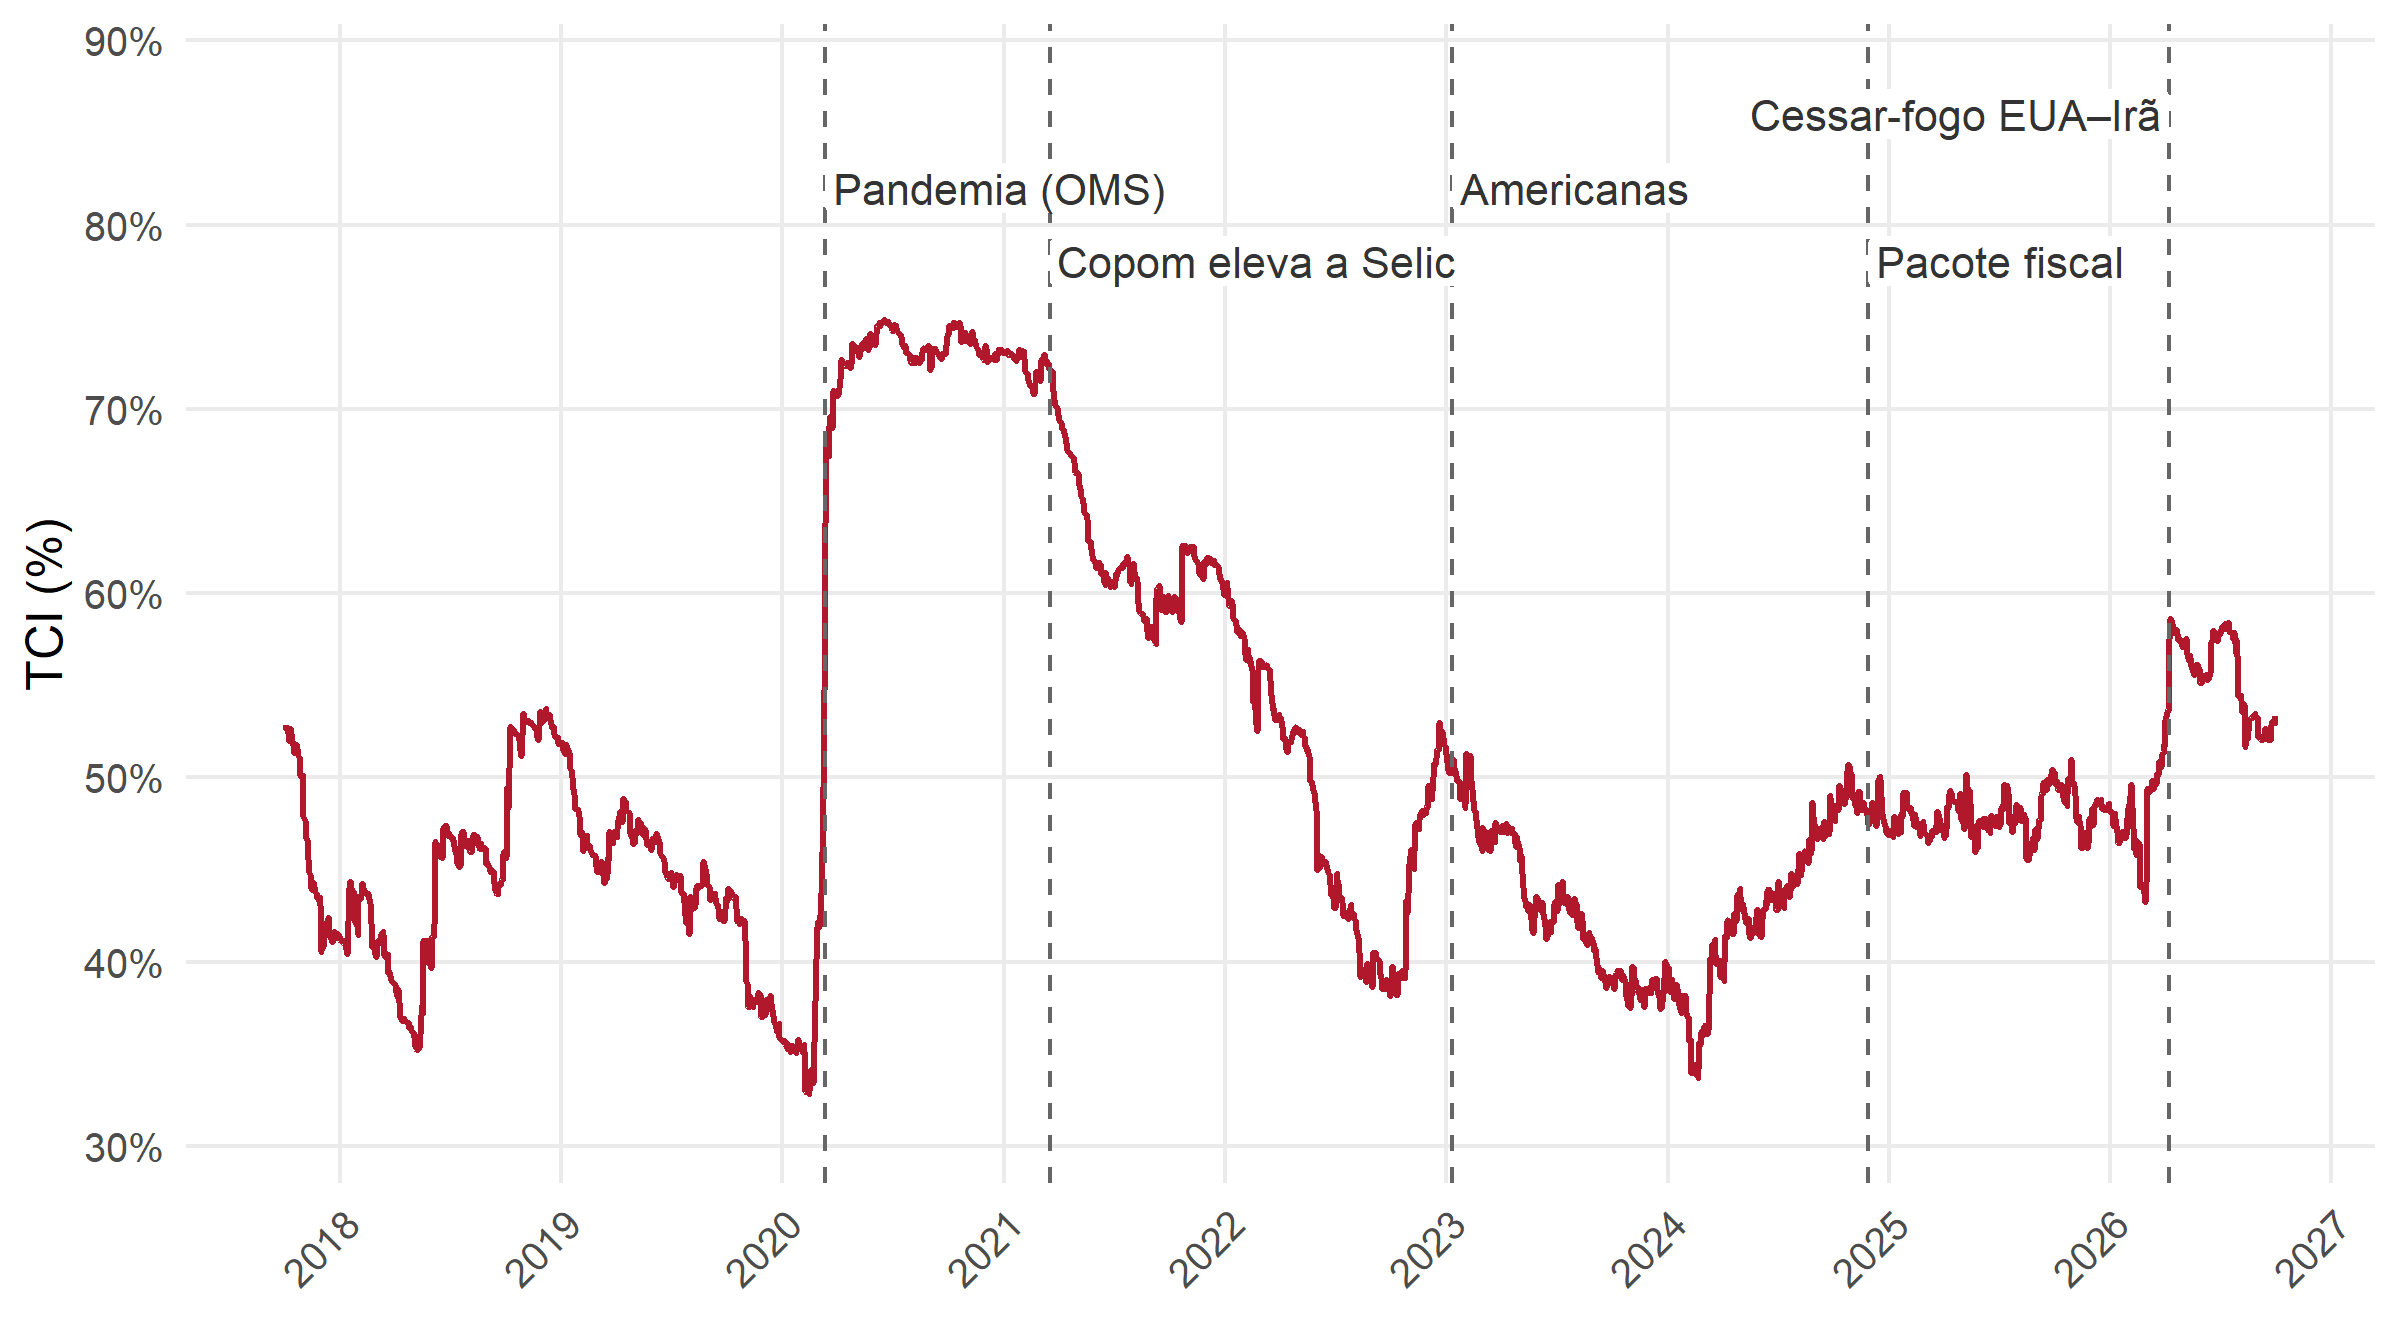 90%
Cessar-fogo EUA–Irã
Pandemia (OMS)
Americanas
80%
Copom eleva a Selic
Pacote fiscal
70%
60%
TCI (%)
50%
40%
30%
2018
2019
2020
2021
2022
2023
2024
2025
2026
2027